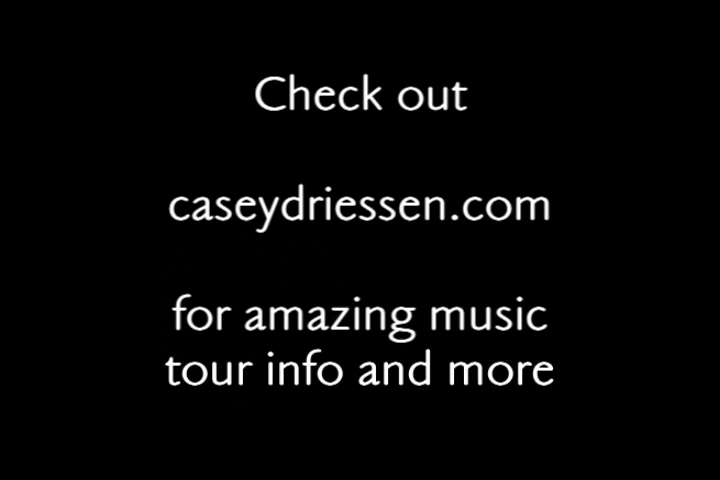 Check out
caseydriessen.com
for amazing music
tour info and more